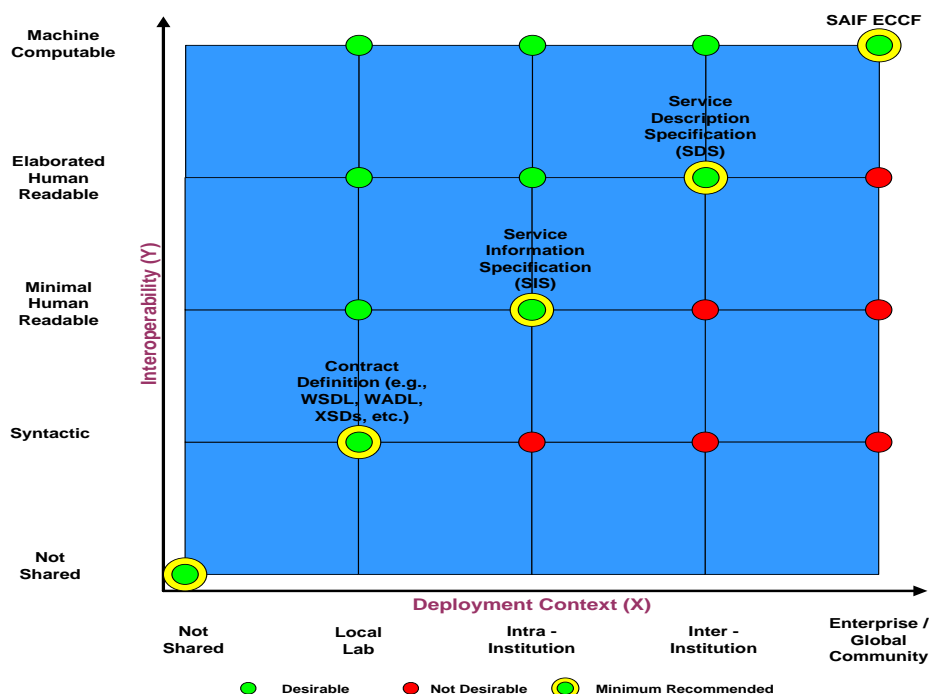 SAIF ECCF
Machine
Computable
Service
Description
Specification
(SDS)
Elaborated
Human
Readable
Service
Information
Specification
(SIS)
Minimal
Human
Readable
Interoperability (Y)
Contract
Definition (e.g.,
WSDL, WADL,
XSDs, etc.)
Syntactic
Not
Shared
Deployment Context (X)
Not
Shared
Local
Lab
Intra -
Institution
Inter -
Institution
Enterprise /
Global
Community
Desirable
Not Desirable
Minimum Recommended